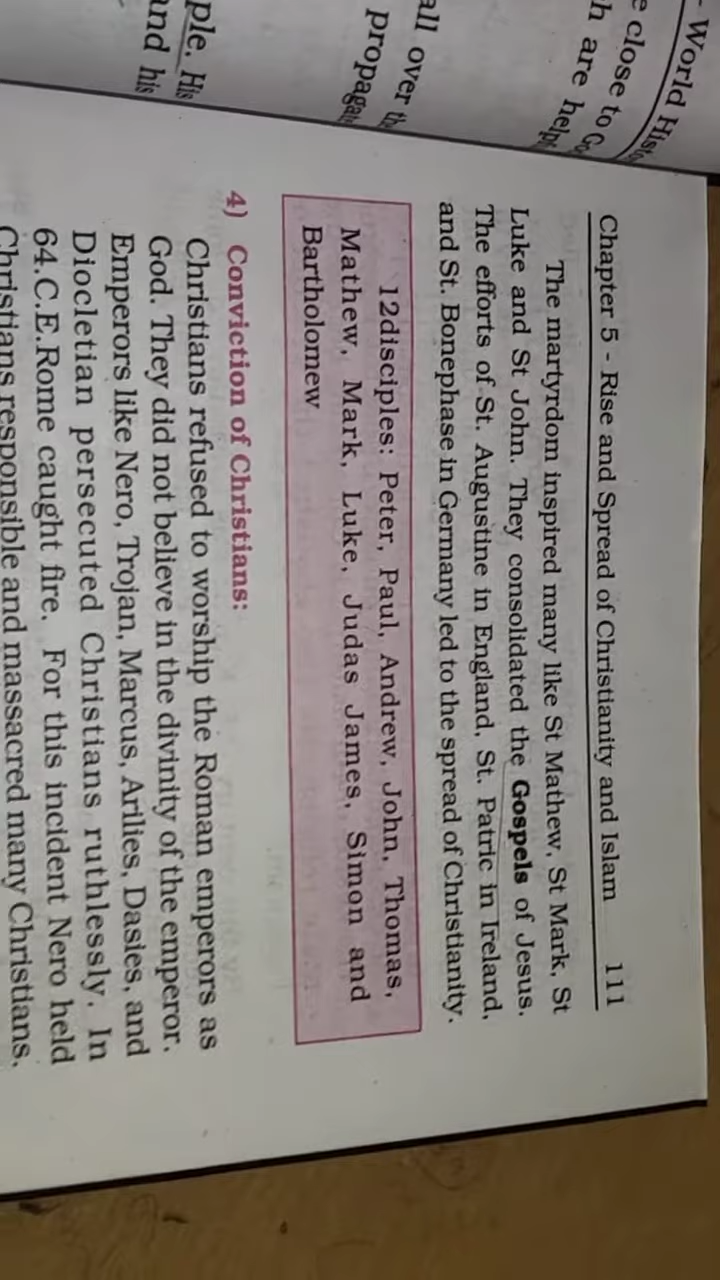 - World Histo
e close to Go
h are help
all over th
propaga
ple. His
and his
Chapter 5 - Rise and Spread of Christianity and Islam 111
The martyrdom inspired many like St Mathew, St Mark, St
Luke and St John. They consolidated the Gospels of Jesus.
The efforts of St. Augustine in England, St. Patric in Ireland,
and St. Bonephase in Germany led to the spread of Christianity.
12disciples: Peter, Paul, Andrew, John, Thomas,
Mathew, Mark, Luke, Judas James, Simon and
Bartholomew
4) Conviction of Christians:
Christians refused to worship the Roman emperors as
God. They did not believe in the divinity of the emperor.
Emperors like Nero, Trojan, Marcus, Arilies, Dasies, and
Diocletian persecuted Christians ruthlessly. In
64.C.E.Rome caught fire. For this incident Nero held
Christians responsible and massacred many Christians.